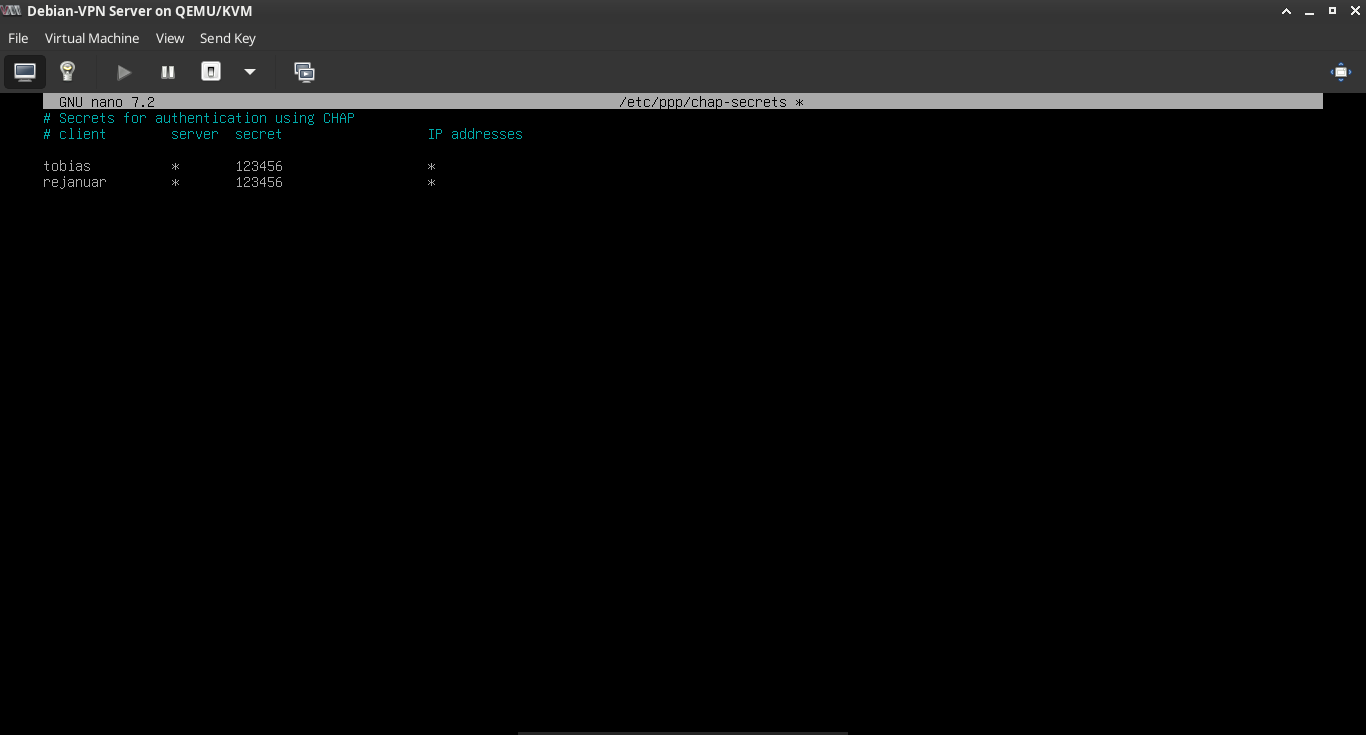 Debian-VPN Server on QEMU/KVM
File Virtual Machine View Send Key
GNU nano 7.2 /etc/ppp/chap-secrets *
# Secrets for authentication using CHAP
# client server secret IP addresses
tobias * 123456 *
rejanuar * 123456 *